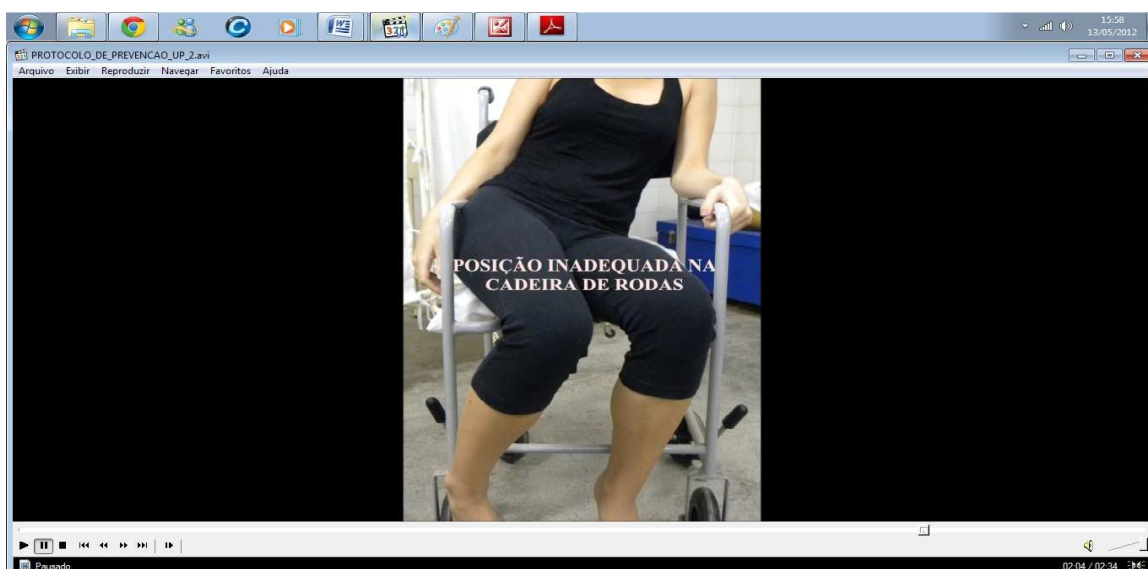 15:58
13/05/2012
PROTOCOLO_DE_PREVENCAO_UP_2.avi
Arquivo Exibir Reproduzir Navegar Favoritos Ajuda
POSIÇÃO INADEQUADA NA
CADEIRA DE RODAS
Pausado
02:04 / 02:34